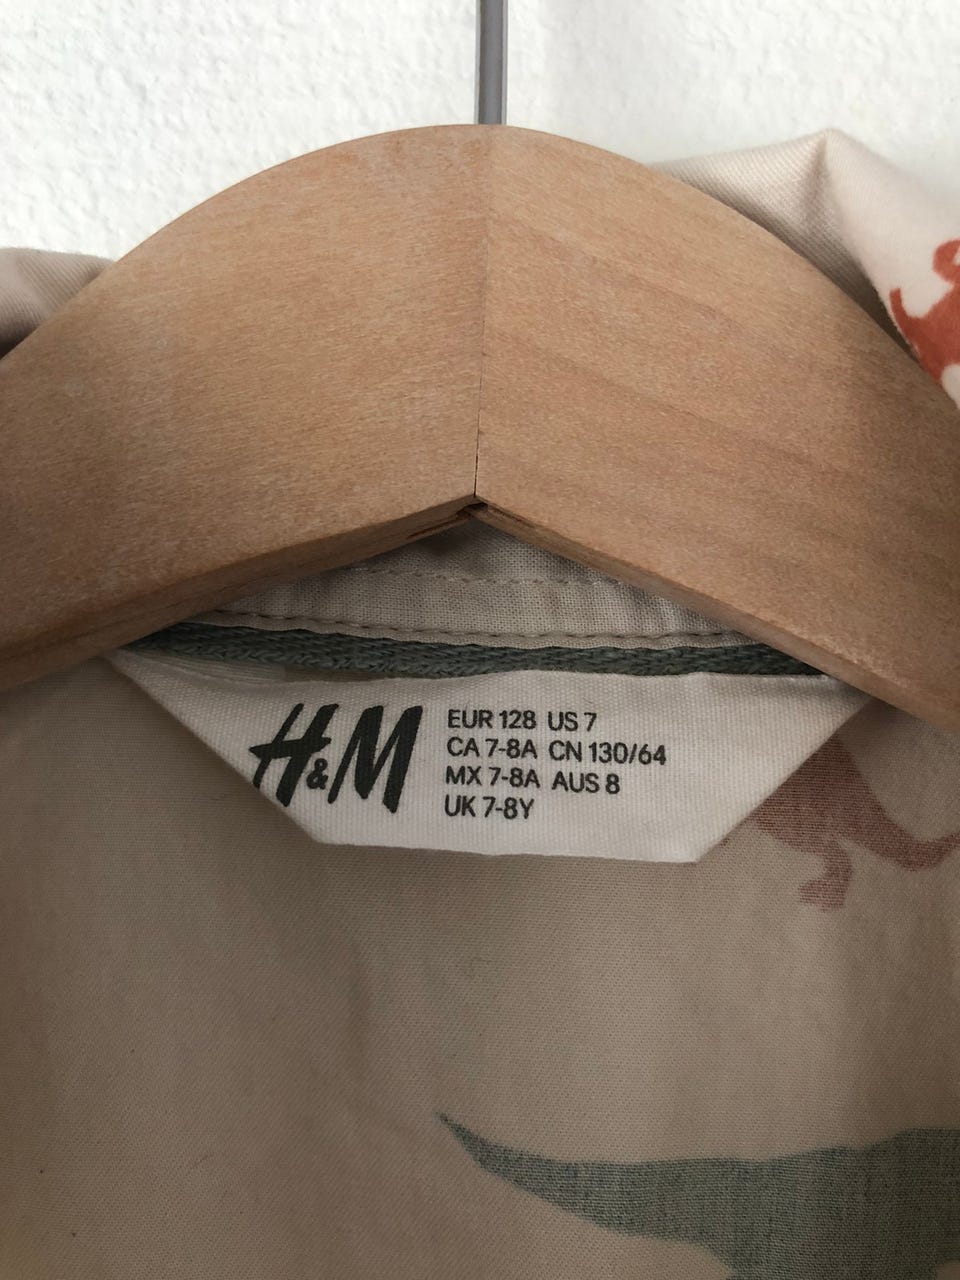 H&M
EUR 128 US 7
CA 7-8A CN 130/64
MX 7-8A AUS 8
UK 7-8Y